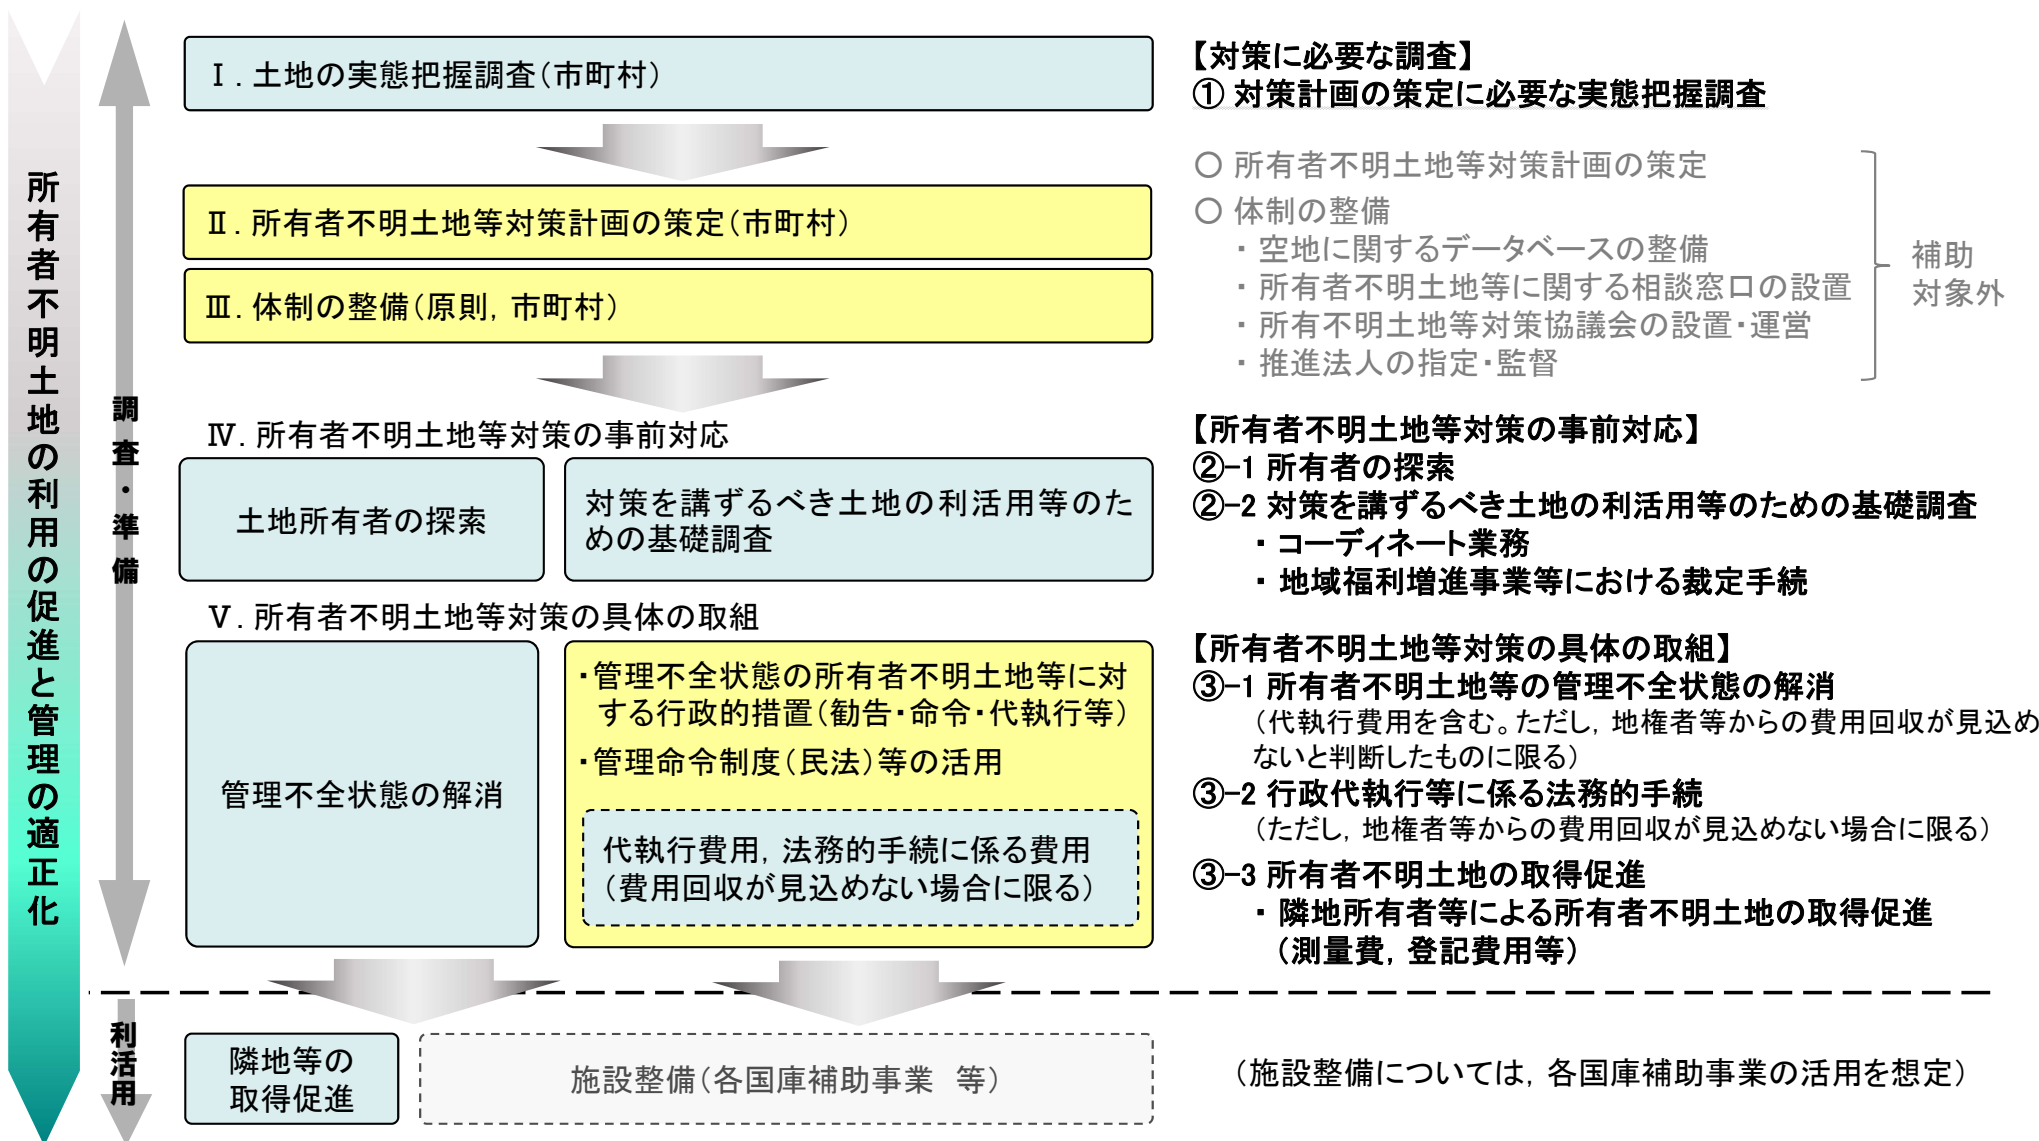 所有者不明土地の利用の促進と管理の適正化
調査・準備
利活用
Ⅰ．土地の実態把握調査（市町村）
Ⅱ．所有者不明土地等対策計画の策定（市町村）
Ⅲ．体制の整備（原則，市町村）
Ⅳ．所有者不明土地等対策の事前対応
土地所有者の探索
対策を講ずるべき土地の利活用等のた
めの基礎調査
Ⅴ．所有者不明土地等対策の具体の取組
管理不全状態の解消
・管理不全状態の所有者不明土地等に対
する行政的措置（勧告・命令・代執行等）
・管理命令制度（民法）等の活用
代執行費用，法務的手続に係る費用
（費用回収が見込めない場合に限る）
隣地等の
取得促進
施設整備（各国庫補助事業　等）
【対策に必要な調査】
① 対策計画の策定に必要な実態把握調査
○ 所有者不明土地等対策計画の策定
○ 体制の整備
・ 空地に関するデータベースの整備
・ 所有者不明土地等に関する相談窓口の設置
・ 所有不明土地等対策協議会の設置・運営
・ 推進法人の指定・監督
補助
対象外
【所有者不明土地等対策の事前対応】
②-1 所有者の探索
②-2 対策を講ずるべき土地の利活用等のための基礎調査
・ コーディネート業務
・ 地域福利増進事業等における裁定手続
【所有者不明土地等対策の具体の取組】
③-1 所有者不明土地等の管理不全状態の解消
（代執行費用を含む。ただし，地権者等からの費用回収が見込め
ないと判断したものに限る）
③-2 行政代執行等に係る法務的手続
（ただし，地権者等からの費用回収が見込めない場合に限る）
③-3 所有者不明土地の取得促進
・ 隣地所有者等による所有者不明土地の取得促進
（測量費，登記費用等）
（施設整備については，各国庫補助事業の活用を想定）